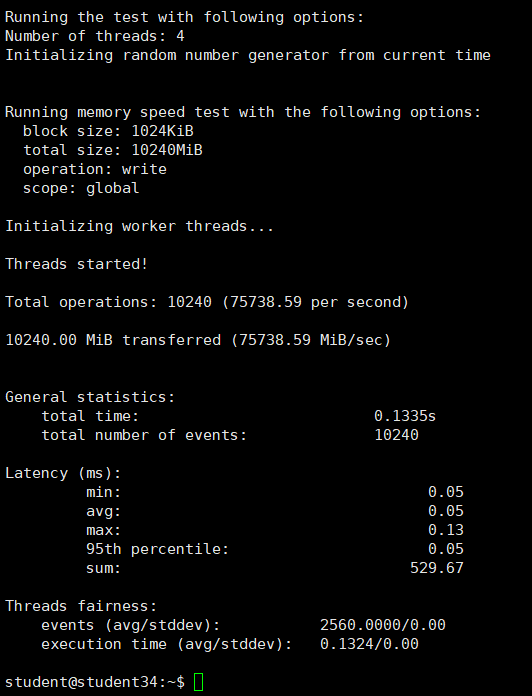 Running the test with following options:
Number of threads: 4
Initializing random number generator from current time
Running memory speed test with the following options:
  block size: 1024KiB
  total size: 10240MiB
  operation: write
  scope: global
Initializing worker threads...
Threads started!
Total operations: 10240 (75738.59 per second)
10240.00 MiB transferred (75738.59 MiB/sec)
General statistics:
    total time:                          0.1335s
    total number of events:              10240
Latency (ms):
         min:                                  0.05
         avg:                                  0.05
         max:                                  0.13
         95th percentile:                      0.05
         sum:                                529.67
Threads fairness:
    events (avg/stddev):           2560.0000/0.00
    execution time (avg/stddev):   0.1324/0.00
student@student34:~$